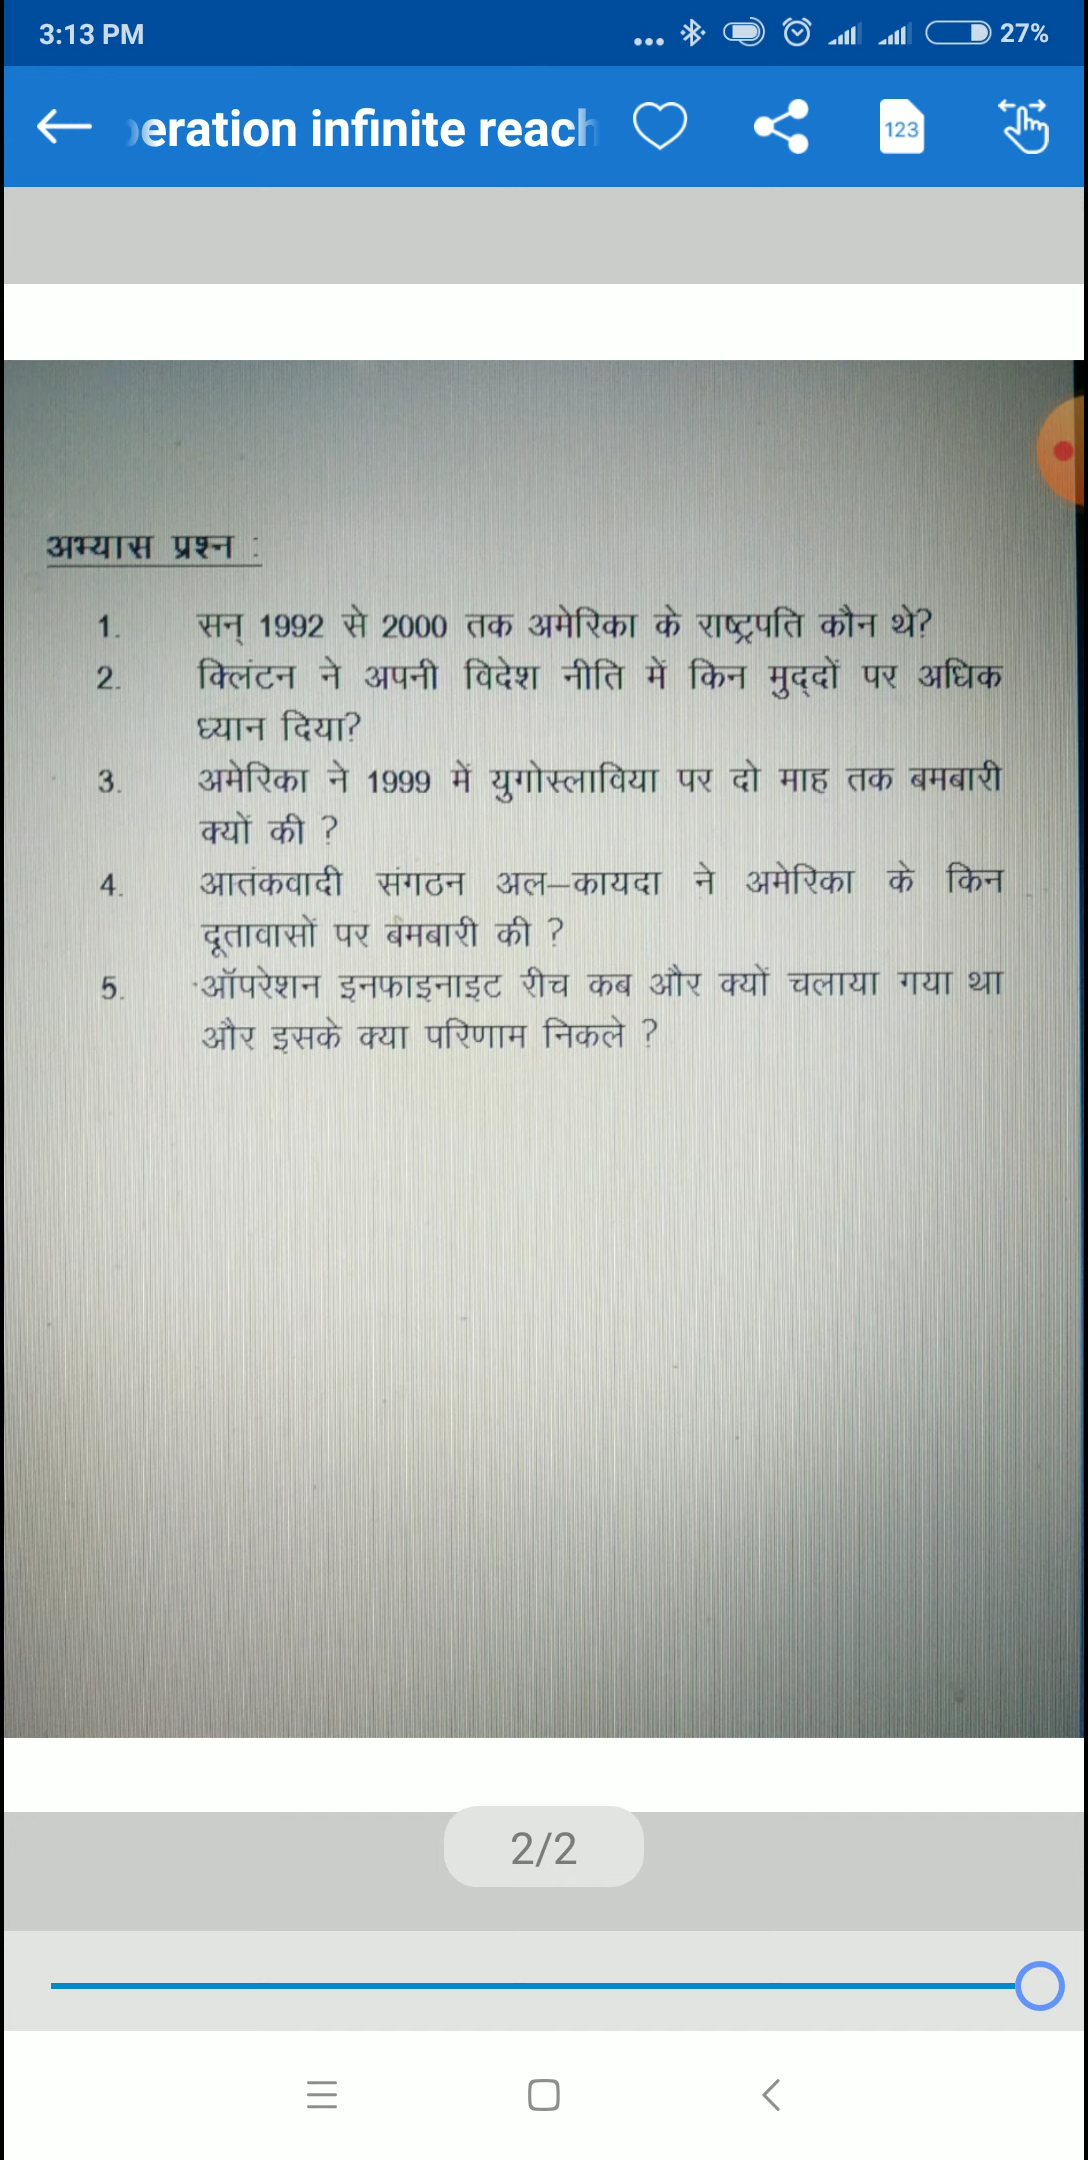 3:13 PM
27%
eration infinite reach
123
अभ्यास प्रश्न :
1. सन् 1992 से 2000 तक अमेरिका के राष्ट्रपति कौन थे?
2. क्लिंटन ने अपनी विदेश नीति में किन मुद्दों पर अधिक
ध्यान दिया?
3. अमेरिका ने 1999 में युगोस्लाविया पर दो माह तक बमबारी
क्यों की ?
4. आतंकवादी संगठन अल–कायदा ने अमेरिका के किन
दूतावासों पर बमबारी की ?
5. ऑपरेशन इनफाइनाइट रीच कब और क्यों चलाया गया था
और इसके क्या परिणाम निकले ?
2/2